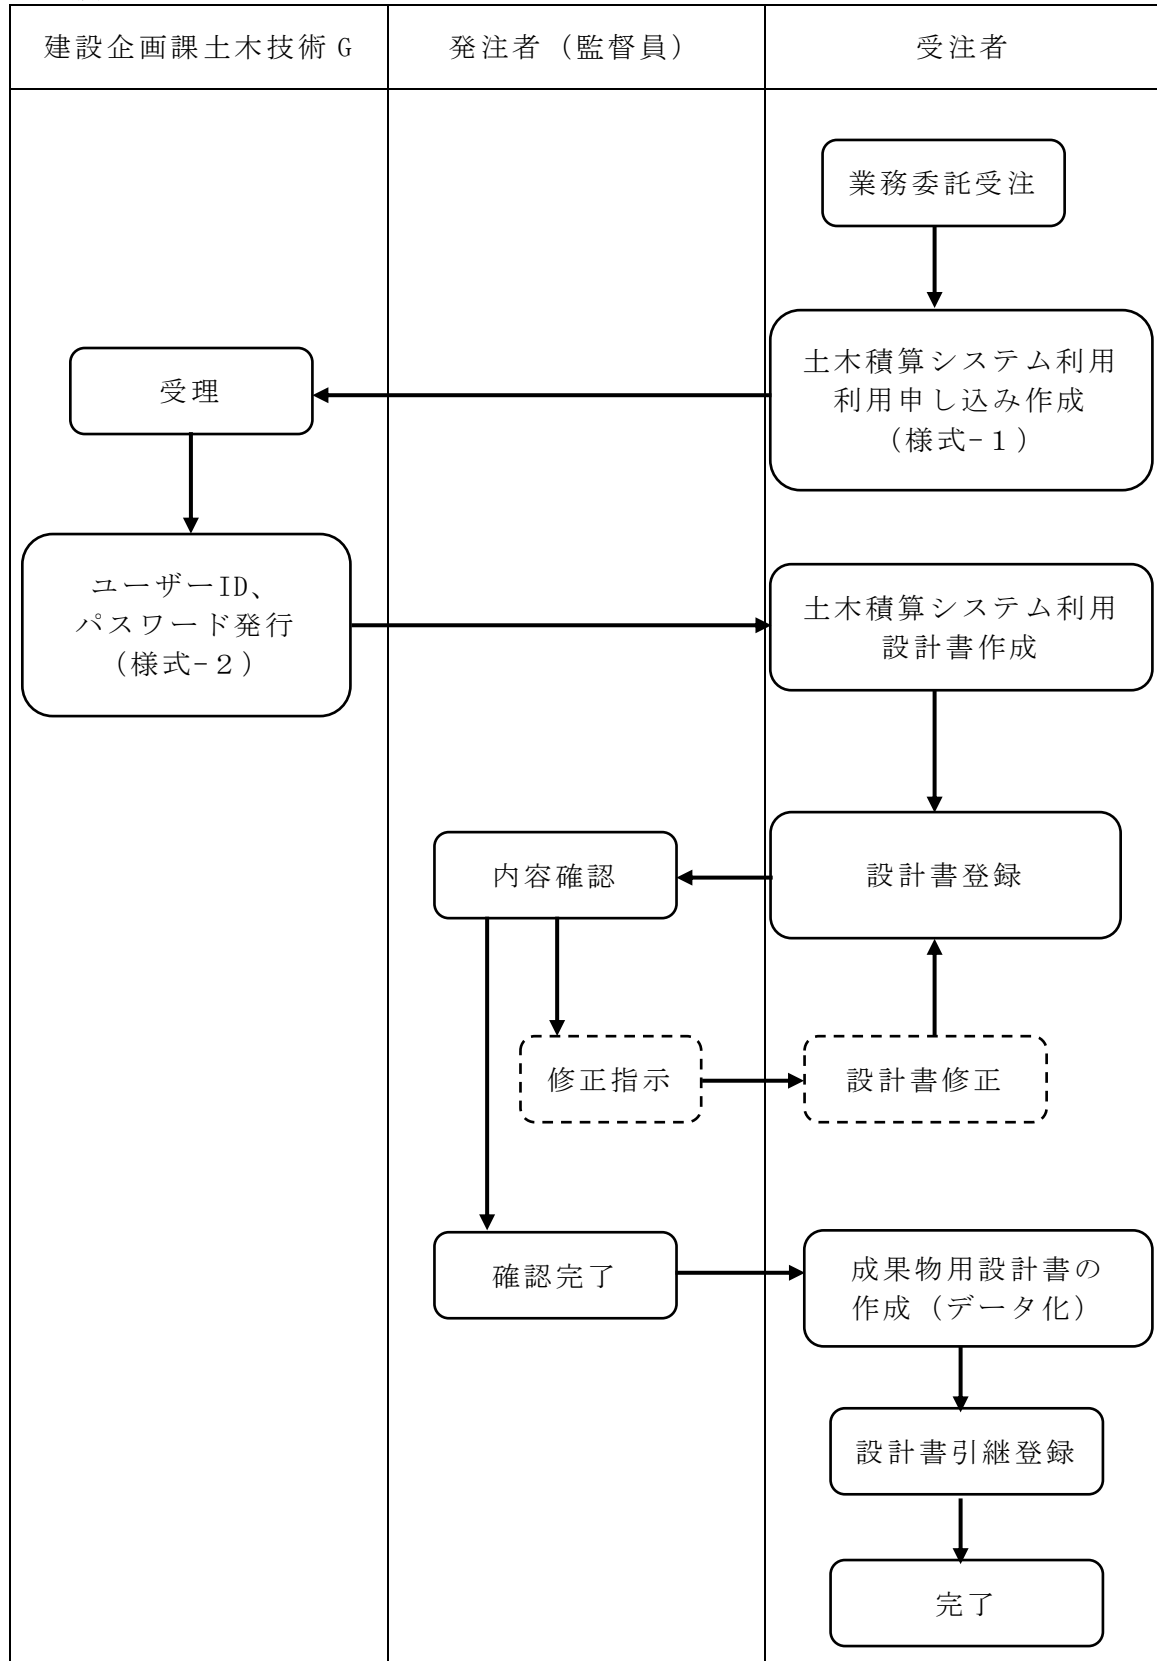 建設企画課土木技術G
発注者（監督員）
受注者
業務委託受注
土木積算システム利用
利用申し込み作成
（様式-１）
受理
ユーザーID、
パスワード発行
（様式-２）
土木積算システム利用
設計書作成
設計書登録
内容確認
修正指示
設計書修正
確認完了
成果物用設計書の
作成（データ化）
設計書引継登録
完了